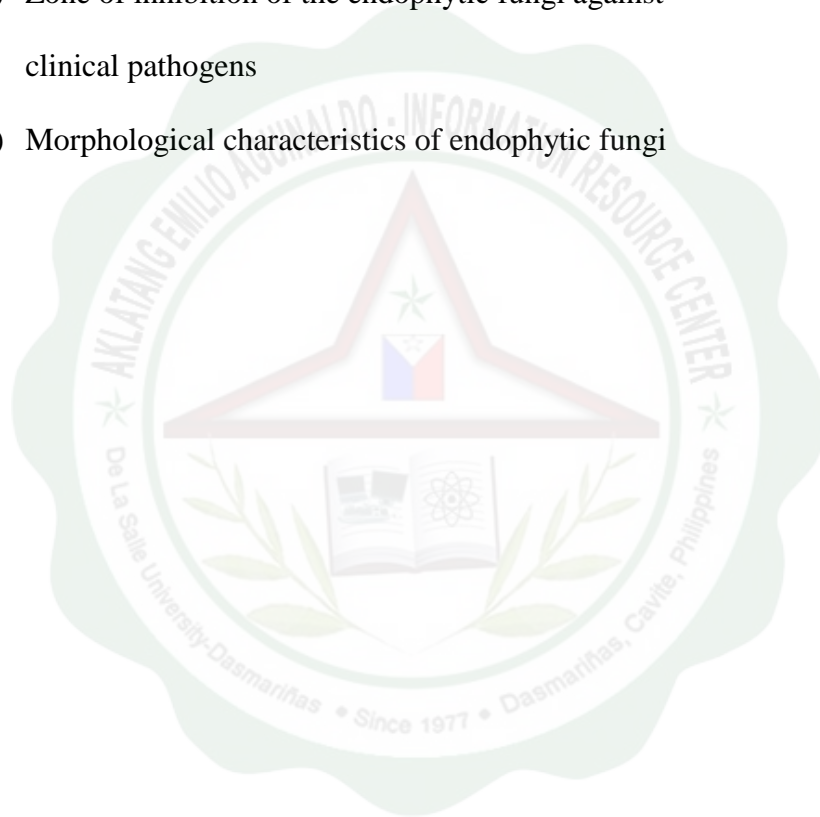 ) Zone of inhibition of the endophytic fungi against
clinical pathogens
) Morphological characteristics of endophytic fungi
AKLATANG EMILIO AGUINALDO - INFORMATION RESOURCE CENTER
De La Salle University-Dasmariñas • Since 1977 • Dasmariñas, Cavite, Philippines